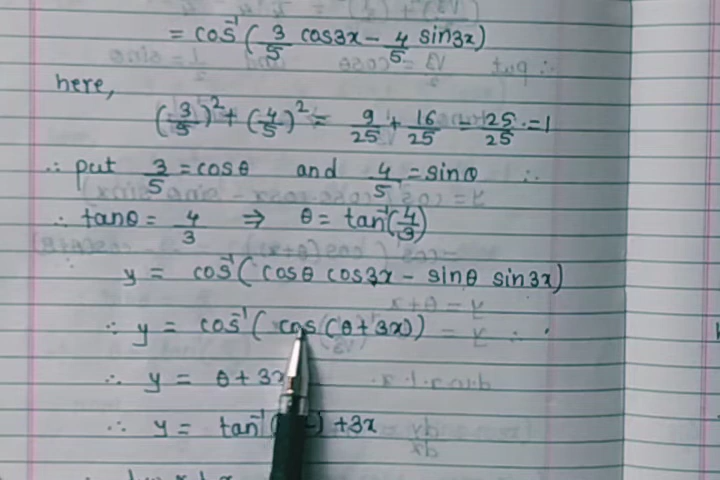 = cos⁻¹(3/5 cos3x − 4/5 sin3x)
here,
(3/5)² + (4/5)² = 9/25 + 16/25 = 25/25 = 1
∴ put 3/5 = cosθ and 4/5 = sinθ
∴ tanθ = 4/3 ⇒ θ = tan⁻¹(4/3)
y = cos⁻¹(cosθ cos3x − sinθ sin3x)
∴ y = cos⁻¹(cos(θ+3x))
∴ y = θ + 3x
∴ y = tan⁻¹( ) + 3x